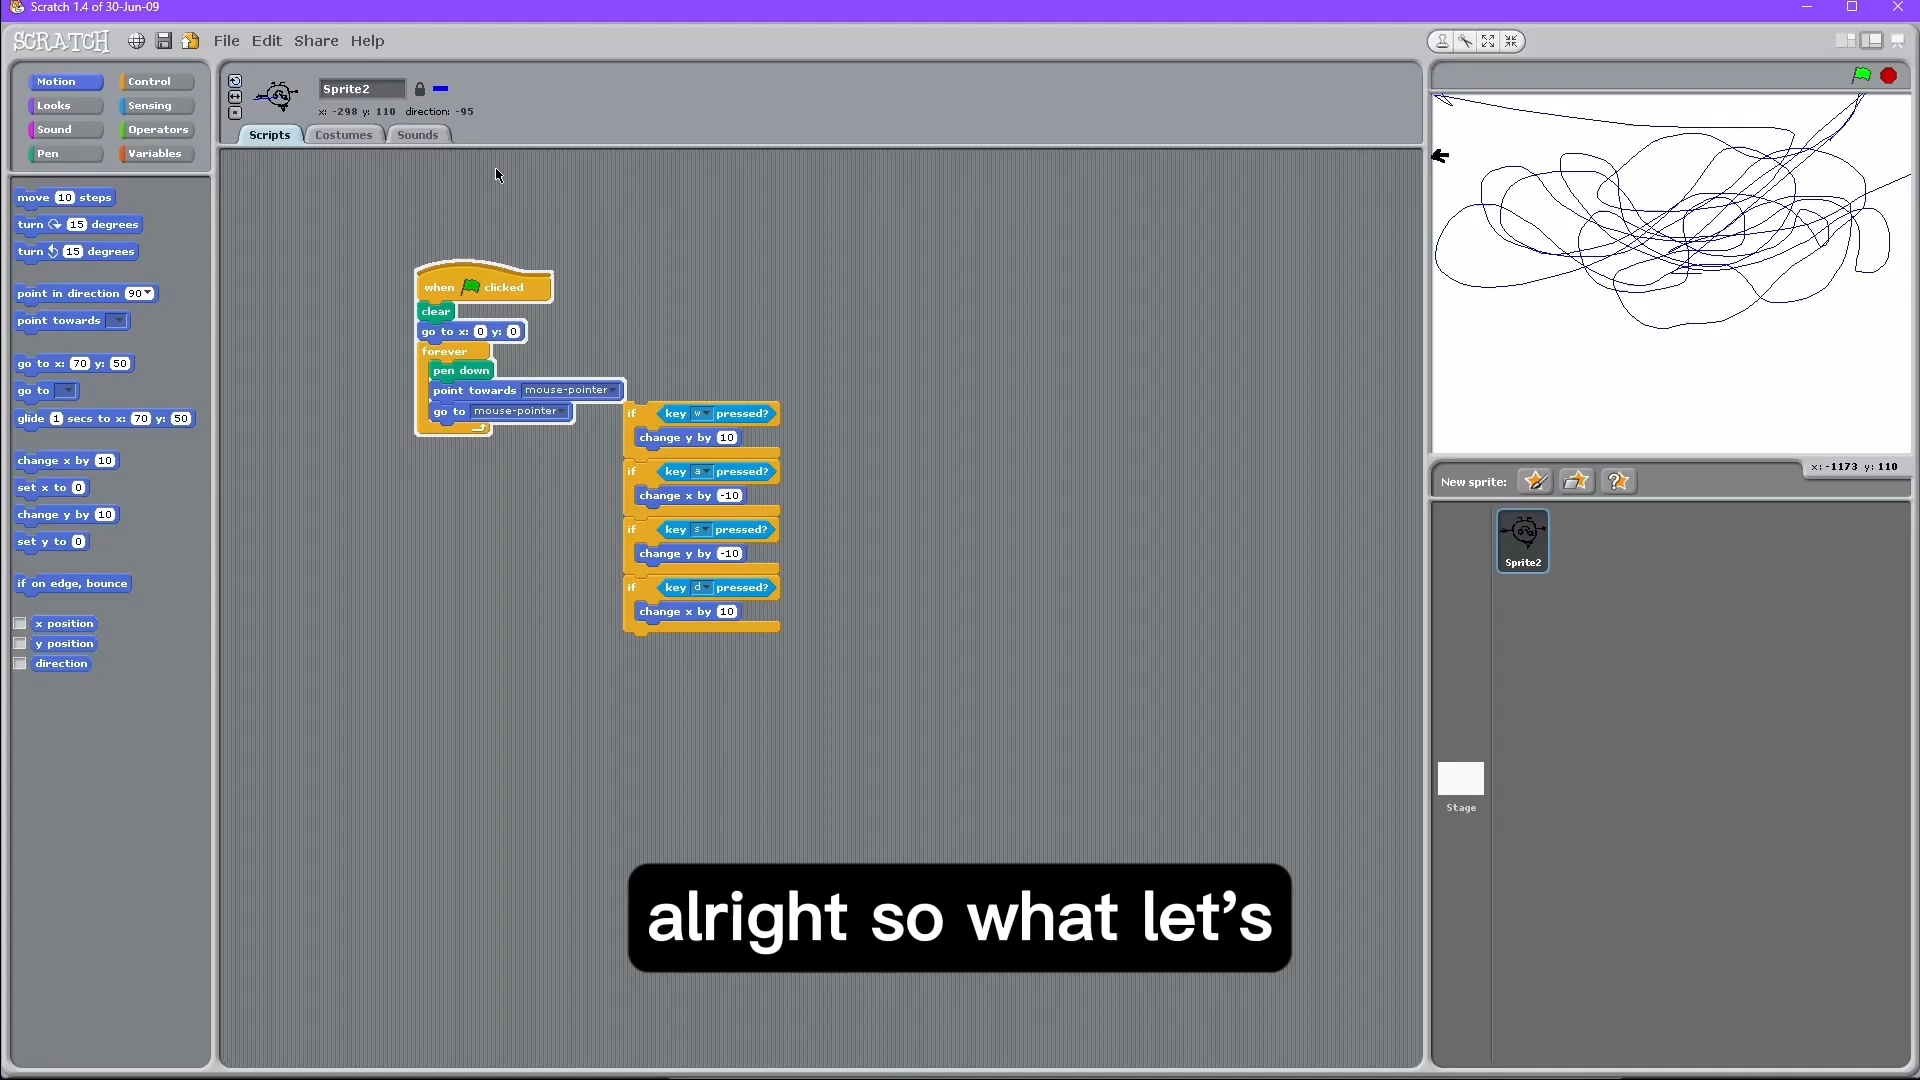 Scratch 1.4 of 30-Jun-09
SCRATCH File Edit Share Help
Motion Control
Looks Sensing
Sound Operators
Pen Variables
move 10 steps
turn 15 degrees
turn 15 degrees
point in direction 90
point towards
go to x: 70 y: 50
go to
glide 1 secs to x: 70 y: 50
change x by 10
set x to 0
change y by 10
set y to 0
if on edge, bounce
x position
y position
direction
Sprite2
x: -298 y: 110 direction: -95
Scripts Costumes Sounds
when clicked
clear
go to x: 0 y: 0
forever
pen down
point towards mouse-pointer
go to mouse-pointer
if key w pressed?
change y by 10
if key a pressed?
change x by -10
if key s pressed?
change y by -10
if key d pressed?
change x by 10
x: -1173 y: 110
New sprite:
Sprite2
Stage
alright so what let’s